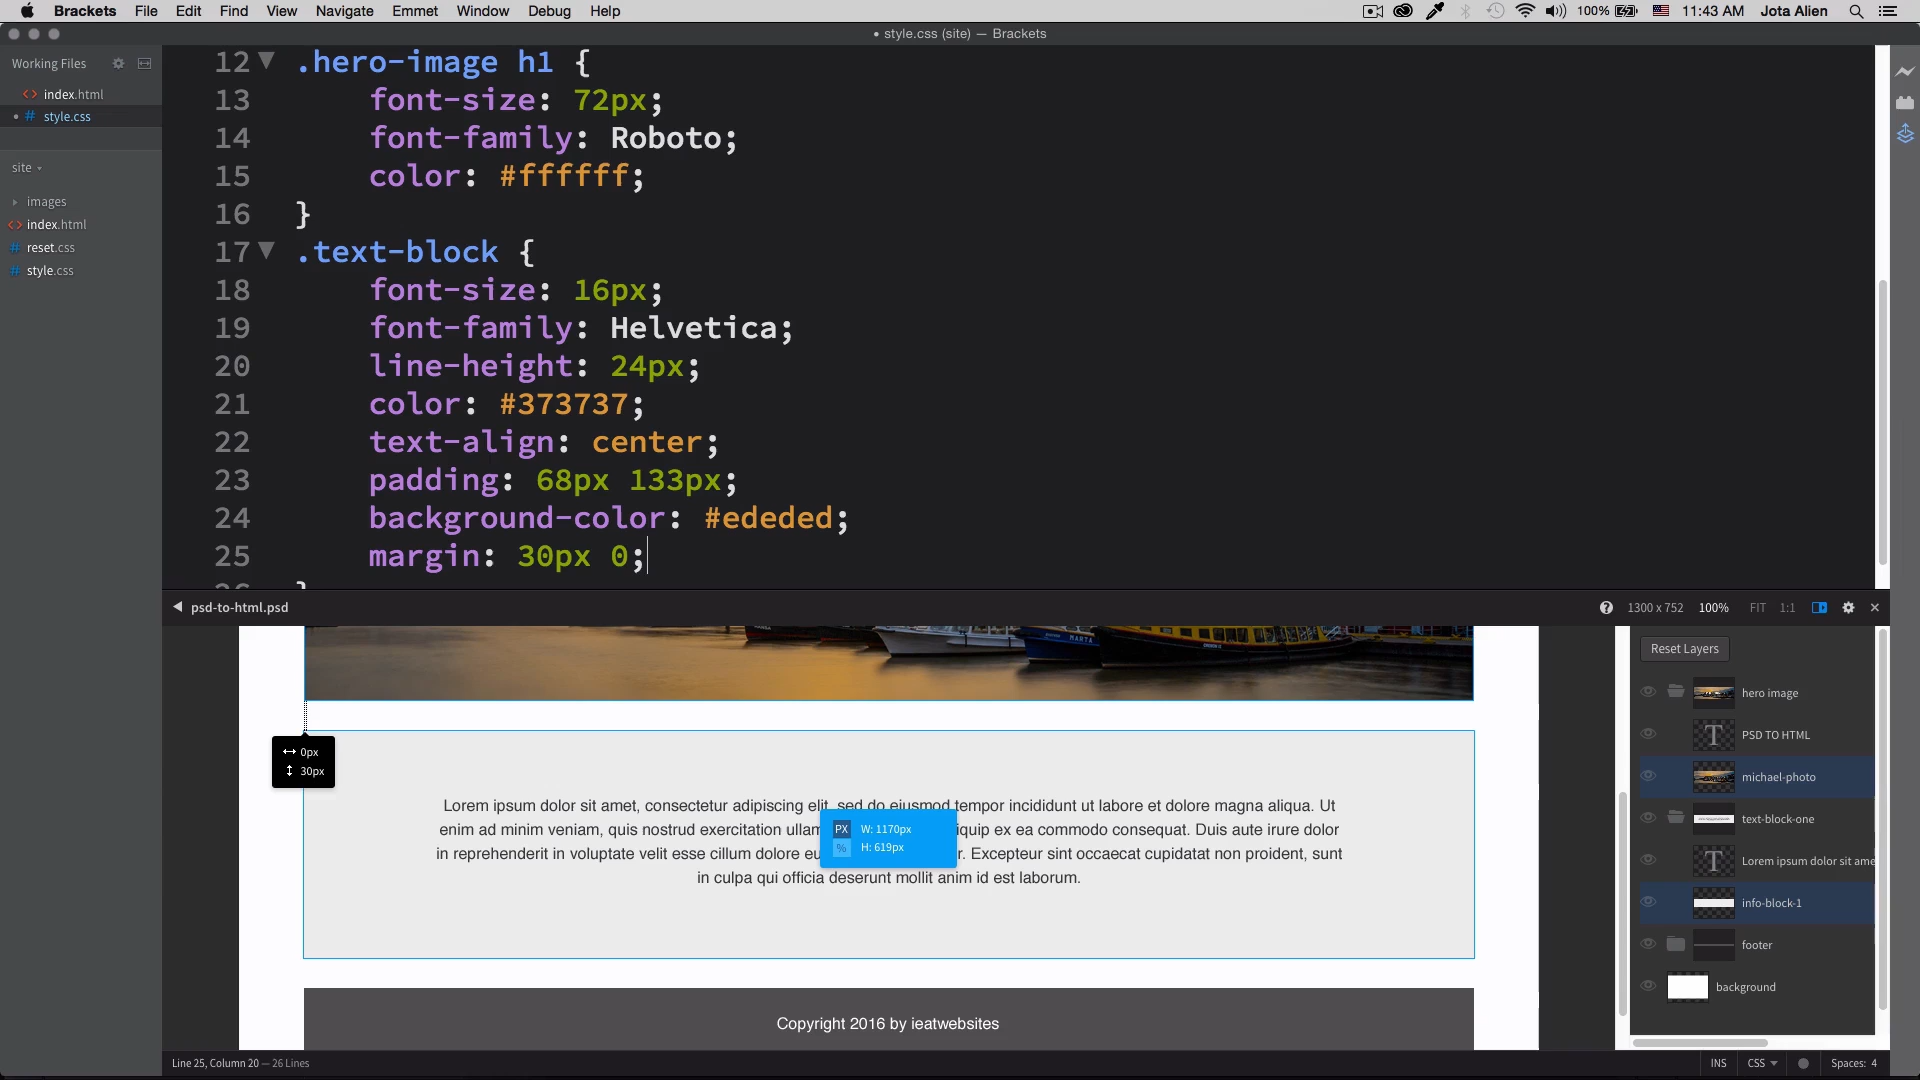 Brackets File Edit Find View Navigate Emmet Window Debug Help 100% 11:43 AM Jota Alien
• style.css (site) — Brackets
Working Files
<> index.html
• # style.css
site
images
<> index.html
# reset.css
# style.css
12 .hero-image h1 {
13 font-size: 72px;
14 font-family: Roboto;
15 color: #ffffff;
16 }
17 .text-block {
18 font-size: 16px;
19 font-family: Helvetica;
20 line-height: 24px;
21 color: #373737;
22 text-align: center;
23 padding: 68px 133px;
24 background-color: #ededed;
25 margin: 30px 0;
26 }
psd-to-html.psd
? 1300 x 752 100% FIT 1:1
MARTA
0px
30px
Lorem ipsum dolor sit amet, consectetur adipiscing elit, sed do eiusmod tempor incididunt ut labore et dolore magna aliqua. Ut
enim ad minim veniam, quis nostrud exercitation ullam iquip ex ea commodo consequat. Duis aute irure dolor
in reprehenderit in voluptate velit esse cillum dolore eu r. Excepteur sint occaecat cupidatat non proident, sunt
in culpa qui officia deserunt mollit anim id est laborum.
PX W: 1170px
% H: 619px
Copyright 2016 by ieatwebsites
Reset Layers
hero image
T PSD TO HTML
michael-photo
text-block-one
T Lorem ipsum dolor sit ame
info-block-1
footer
background
Line 25, Column 20 — 26 Lines
INS CSS Spaces: 4